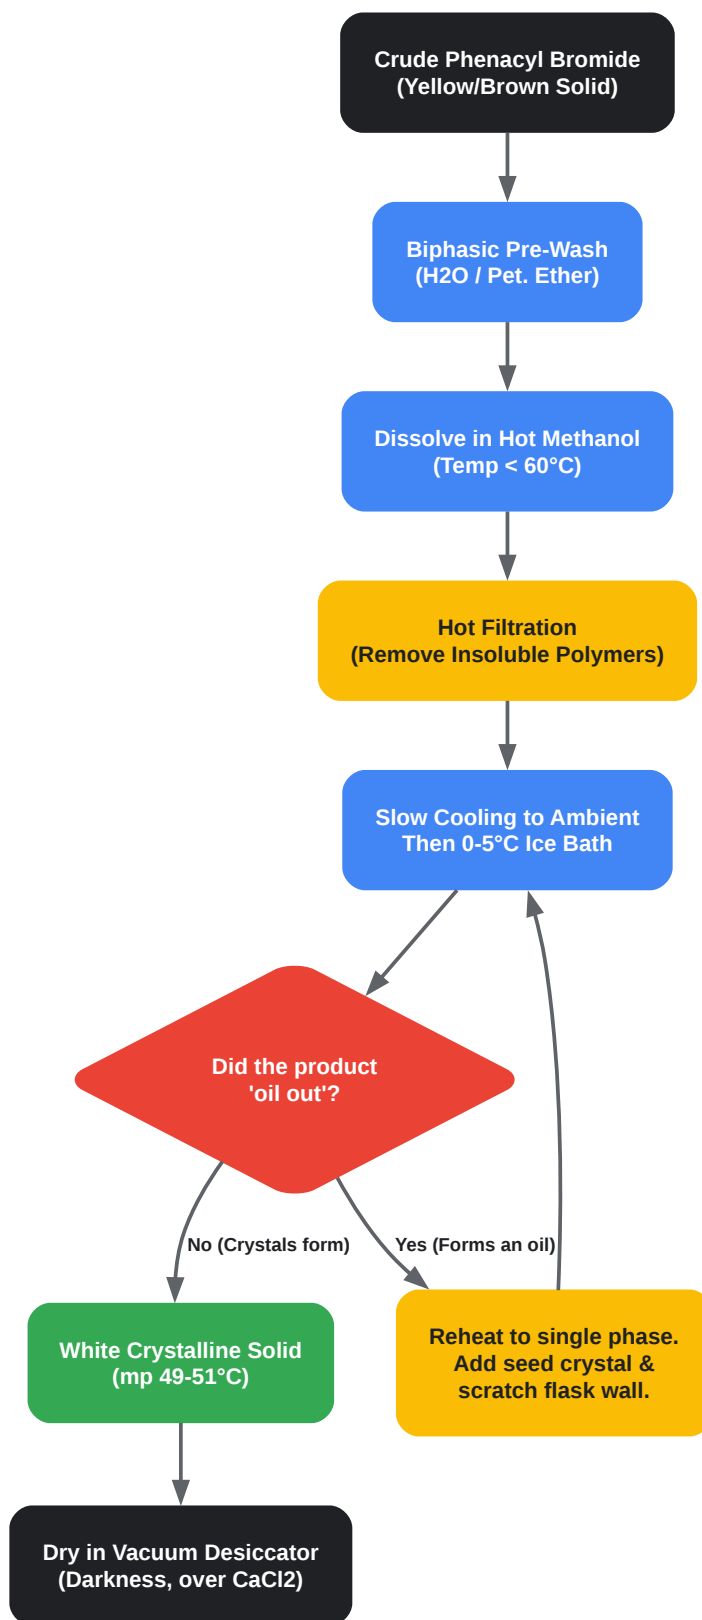 Crude Phenacyl Bromide
(Yellow/Brown Solid)
Biphasic Pre-Wash
(H2O / Pet. Ether)
Dissolve in Hot Methanol
(Temp < 60°C)
Hot Filtration
(Remove Insoluble Polymers)
Slow Cooling to Ambient
Then 0-5°C Ice Bath
Did the product
'oil out'?
No (Crystals form)
Yes (Forms an oil)
White Crystalline Solid
(mp 49-51°C)
Reheat to single phase.
Add seed crystal &
scratch flask wall.
Dry in Vacuum Desiccator
(Darkness, over CaCl2)